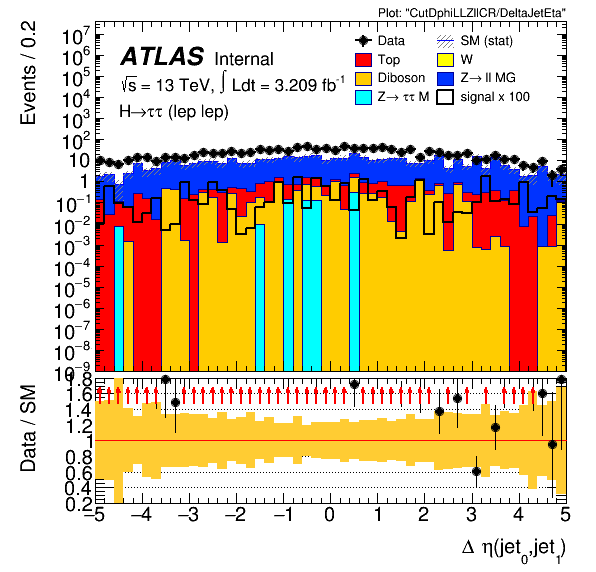 Plot: "CutDphiLLZllCR/DeltaJetEta"
Events / 0.2
10⁷
10⁶
10⁵
10⁴
10³
10²
10
1
10⁻¹
10⁻²
10⁻³
10⁻⁴
10⁻⁵
10⁻⁶
10⁻⁷
10⁻⁸
10⁻⁹
ATLAS Internal
√s = 13 TeV, ∫ Ldt = 3.209 fb⁻¹
H→ττ (lep lep)
Data SM (stat)
Top W
Diboson Z→ ll MG
Z→ ττ M signal x 100
Data / SM
1.8
1.6
1.4
1.2
1
0.8
0.6
0.4
0.2
−5 −4 −3 −2 −1 0 1 2 3 4 5
Δ η(jet₀,jet₁)